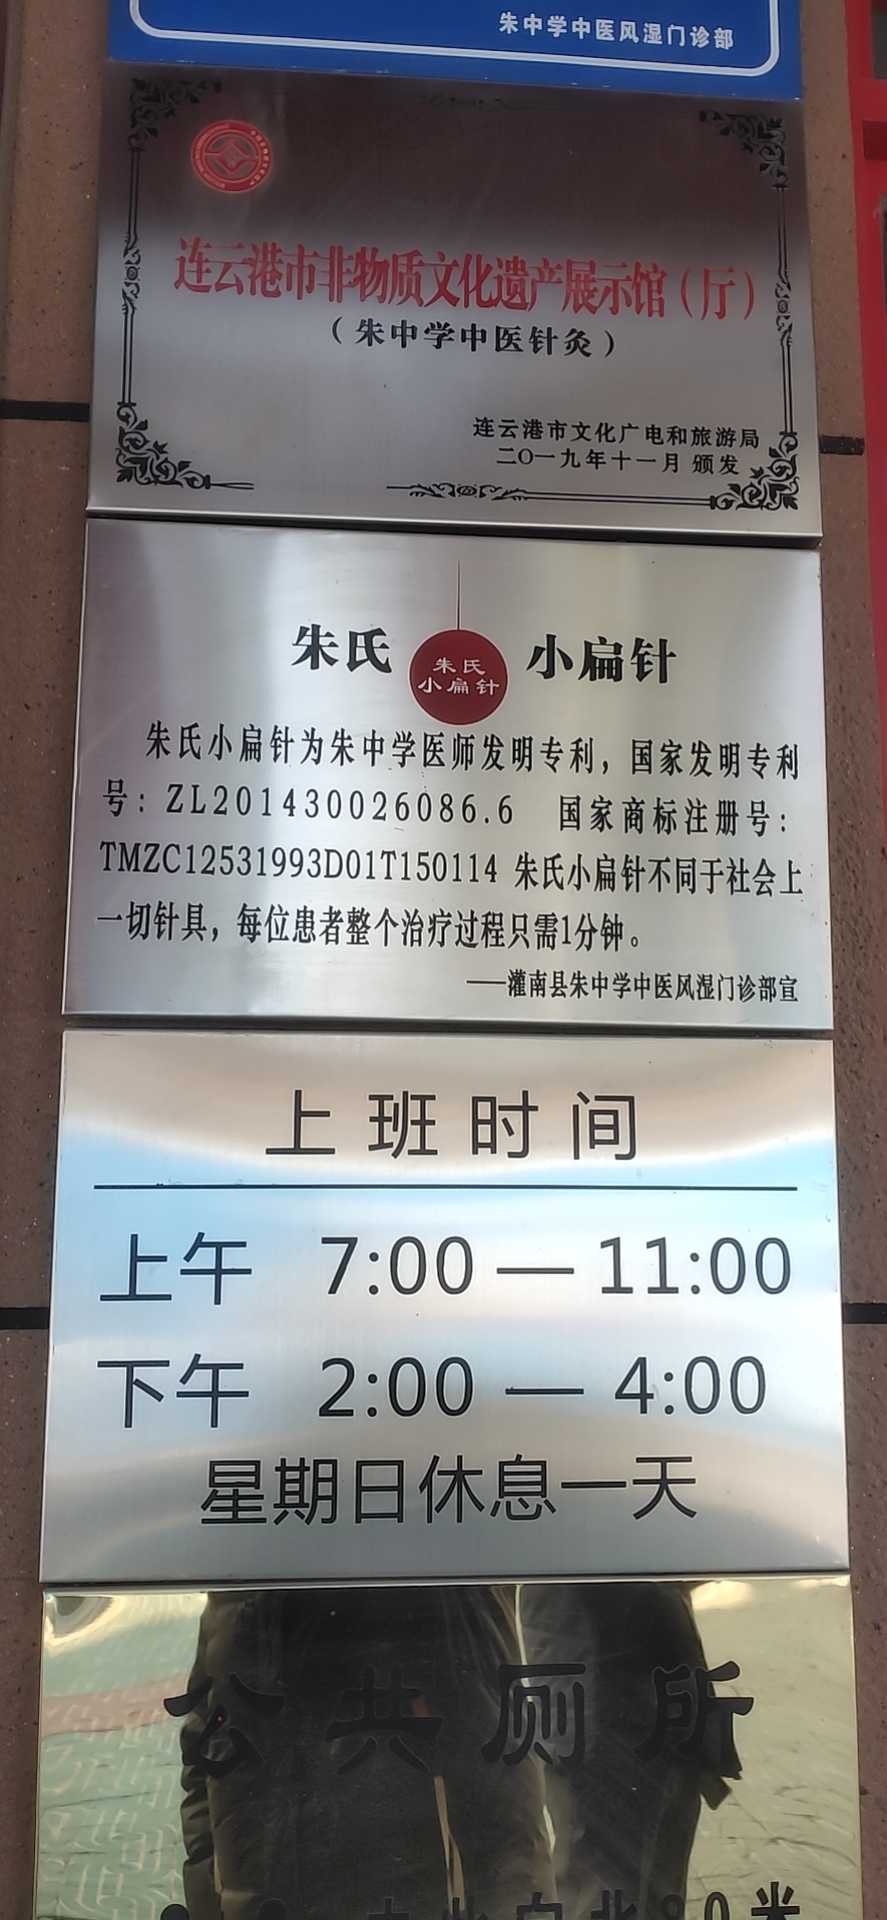 朱中学中医风湿门诊部
连云港市非物质文化遗产展示馆（厅）
（朱中学中医针灸）
连云港市文化广电和旅游局
二〇一九年十一月 颁发
朱氏 朱氏小扁针 小扁针
朱氏小扁针为朱中学医师发明专利，国家发明专利
号：ZL201430026086.6 国家商标注册号：
TMZC12531993D01T150114 朱氏小扁针不同于社会上
一切针具，每位患者整个治疗过程只需1分钟。
——灌南县朱中学中医风湿门诊部宣
上班时间
上午 7:00 — 11:00
下午 2:00 — 4:00
星期日休息一天
公共厕所
向北80米